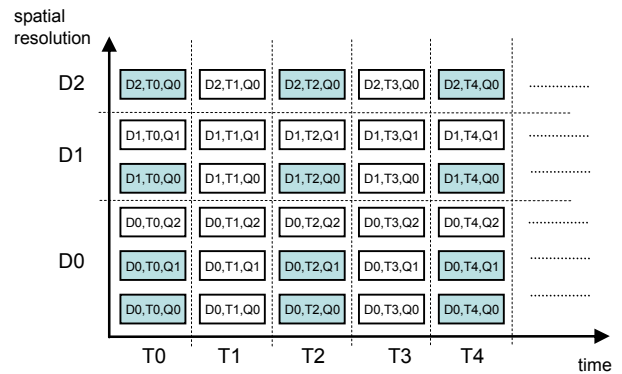 spatial
resolution
D2
D2,T0,Q0 D2,T1,Q0 D2,T2,Q0 D2,T3,Q0 D2,T4,Q0 ................
D1
D1,T0,Q1 D1,T1,Q1 D1,T2,Q1 D1,T3,Q1 D1,T4,Q1 ................
D1,T0,Q0 D1,T1,Q0 D1,T2,Q0 D1,T3,Q0 D1,T4,Q0 ................
D0
D0,T0,Q2 D0,T1,Q2 D0,T2,Q2 D0,T3,Q2 D0,T4,Q2 ................
D0,T0,Q1 D0,T1,Q1 D0,T2,Q1 D0,T3,Q1 D0,T4,Q1 ................
D0,T0,Q0 D0,T1,Q0 D0,T2,Q0 D0,T3,Q0 D0,T4,Q0 ................
T0 T1 T2 T3 T4
time